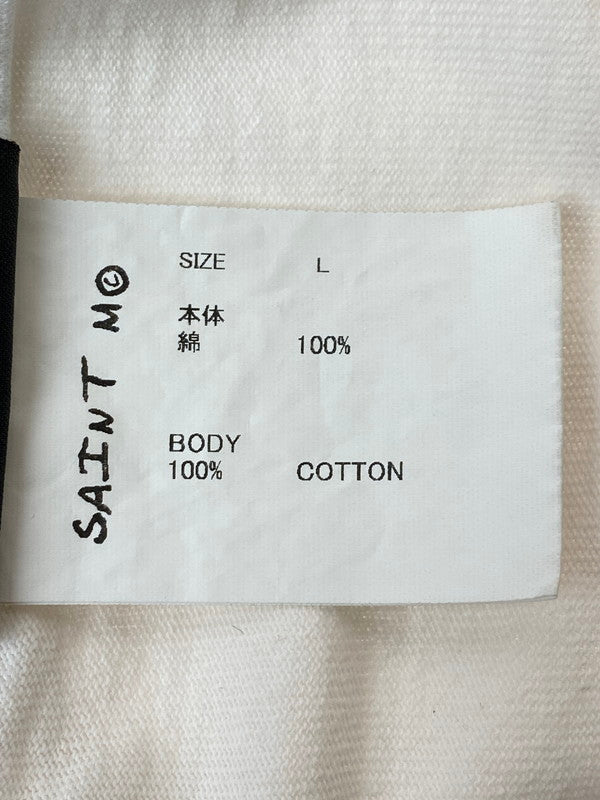 SAINT M©
SIZE L
本体
綿 100%
BODY
100% COTTON